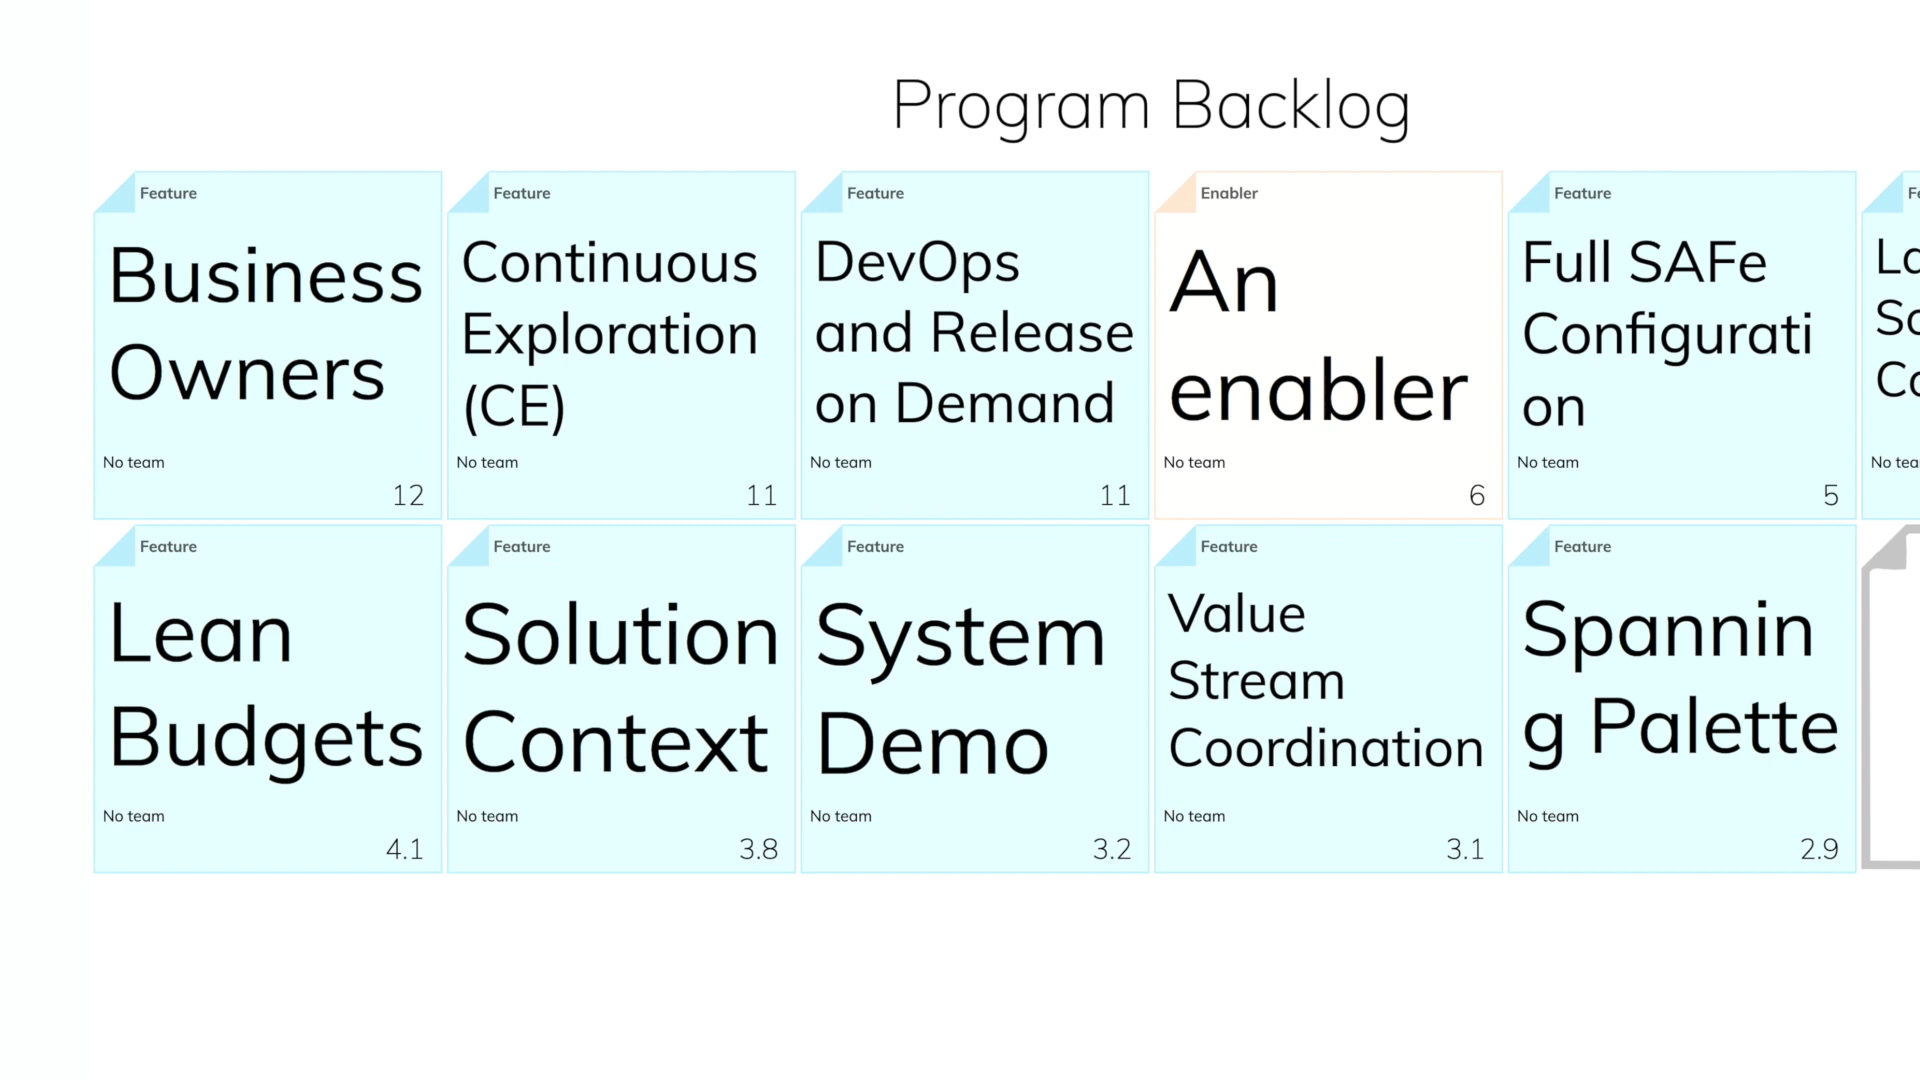 Program Backlog
Feature
Business
Owners
No team
12
Feature
Continuous
Exploration
(CE)
No team
11
Feature
DevOps
and Release
on Demand
No team
11
Enabler
An
enabler
No team
6
Feature
Full SAFe
Configurati
on
No team
5
No
Feature
Lean
Budgets
No team
4.1
Feature
Solution
Context
No team
3.8
Feature
System
Demo
No team
3.2
Feature
Value
Stream
Coordination
No team
3.1
Feature
Spannin
g Palette
No team
2.9